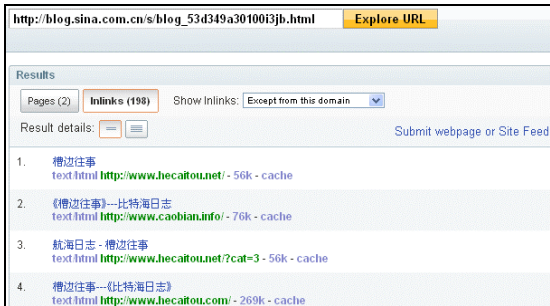 http://blog.sina.com.cn/s/blog_53d349a30100i3jb.html Explore URL
Results
Pages (2) Inlinks (198) Show Inlinks: Except from this domain
Result details: Submit webpage or Site Feed
1. 槽边往事
text/html http://www.hecaitou.net/ - 56k - cache
2. 《槽边往事》---比特海日志
text/html http://www.caobian.info/ - 76k - cache
3. 航海日志 - 槽边往事
text/html http://www.hecaitou.net/?cat=3 - 56k - cache
4. 槽边往事---《比特海日志》
text/html http://www.hecaitou.com/ - 269k - cache